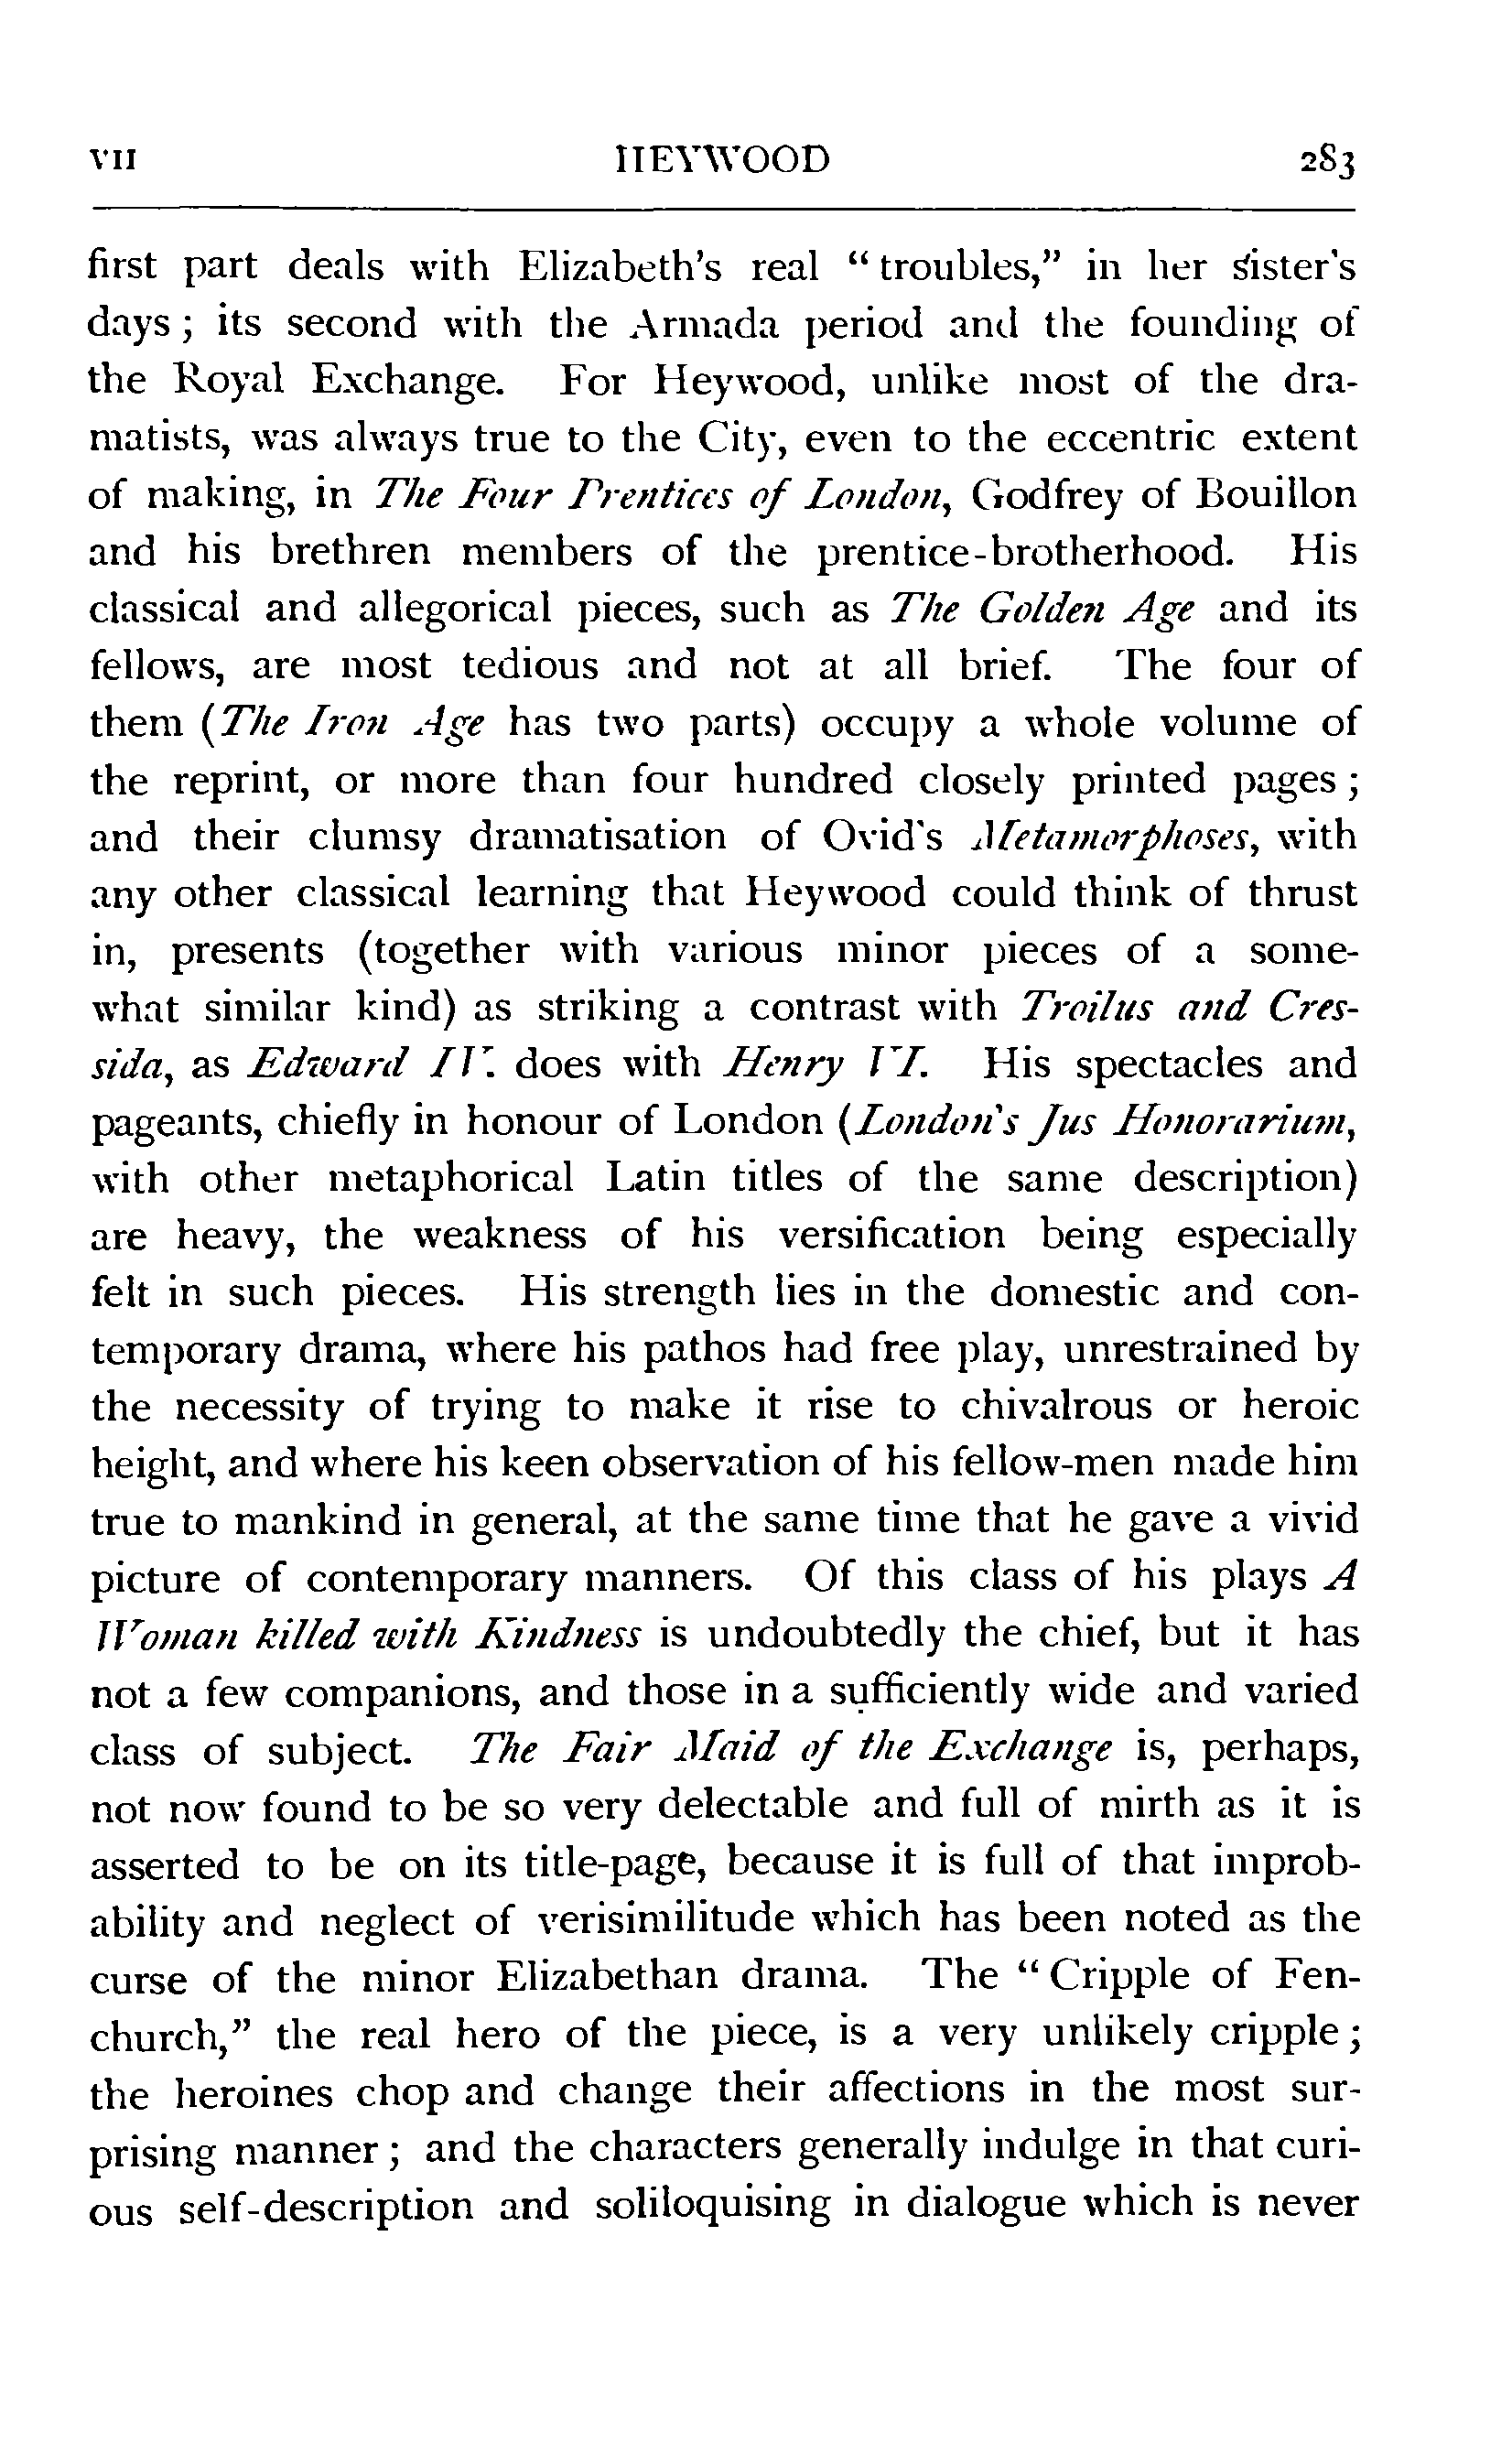 VII HEYWOOD 283
first part deals with Elizabeth's real “troubles,” in her sister's
days; its second with the Armada period and the founding of
the Royal Exchange. For Heywood, unlike most of the dra-
matists, was always true to the City, even to the eccentric extent
of making, in The Four Prentices of London, Godfrey of Bouillon
and his brethren members of the prentice-brotherhood. His
classical and allegorical pieces, such as The Golden Age and its
fellows, are most tedious and not at all brief. The four of
them (The Iron Age has two parts) occupy a whole volume of
the reprint, or more than four hundred closely printed pages;
and their clumsy dramatisation of Ovid's Metamorphoses, with
any other classical learning that Heywood could think of thrust
in, presents (together with various minor pieces of a some-
what similar kind) as striking a contrast with Troilus and Cres-
sida, as Edward IV. does with Henry VI. His spectacles and
pageants, chiefly in honour of London (London's Jus Honorarium,
with other metaphorical Latin titles of the same description)
are heavy, the weakness of his versification being especially
felt in such pieces. His strength lies in the domestic and con-
temporary drama, where his pathos had free play, unrestrained by
the necessity of trying to make it rise to chivalrous or heroic
height, and where his keen observation of his fellow-men made him
true to mankind in general, at the same time that he gave a vivid
picture of contemporary manners. Of this class of his plays A
Woman killed with Kindness is undoubtedly the chief, but it has
not a few companions, and those in a sufficiently wide and varied
class of subject. The Fair Maid of the Exchange is, perhaps,
not now found to be so very delectable and full of mirth as it is
asserted to be on its title-page, because it is full of that improb-
ability and neglect of verisimilitude which has been noted as the
curse of the minor Elizabethan drama. The “Cripple of Fen-
church,” the real hero of the piece, is a very unlikely cripple;
the heroines chop and change their affections in the most sur-
prising manner; and the characters generally indulge in that curi-
ous self-description and soliloquising in dialogue which is never